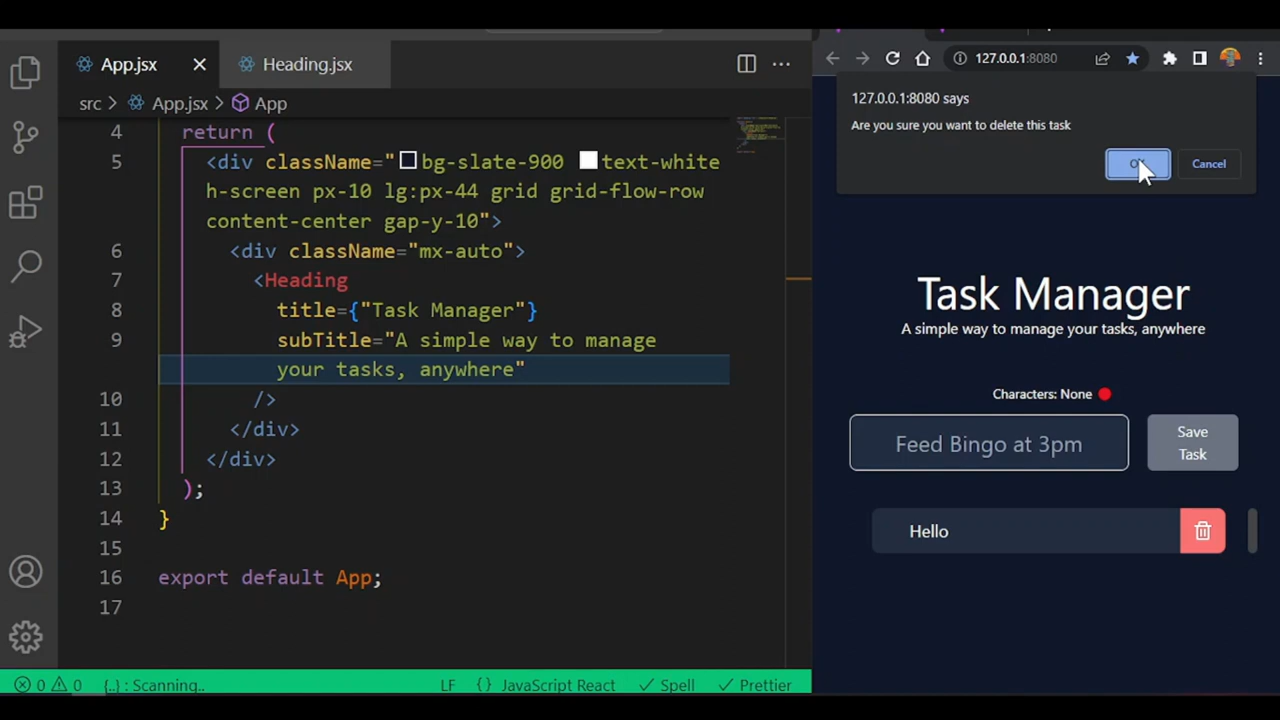 App.jsx
Heading.jsx
src > App.jsx > App
4 return (
5 <div className="bg-slate-900 text-white
h-screen px-10 lg:px-44 grid grid-flow-row
content-center gap-y-10">
6 <div className="mx-auto">
7 <Heading
8 title={"Task Manager"}
9 subTitle="A simple way to manage
your tasks, anywhere"
10 />
11 </div>
12 </div>
13 );
14 }
15
16 export default App;
17
0 0 {..} : Scanning.. LF {} JavaScript React Spell Prettier
127.0.0.1:8080
127.0.0.1:8080 says
Are you sure you want to delete this task
Cancel
Task Manager
A simple way to manage your tasks, anywhere
Characters: None
Feed Bingo at 3pm
Save
Task
Hello